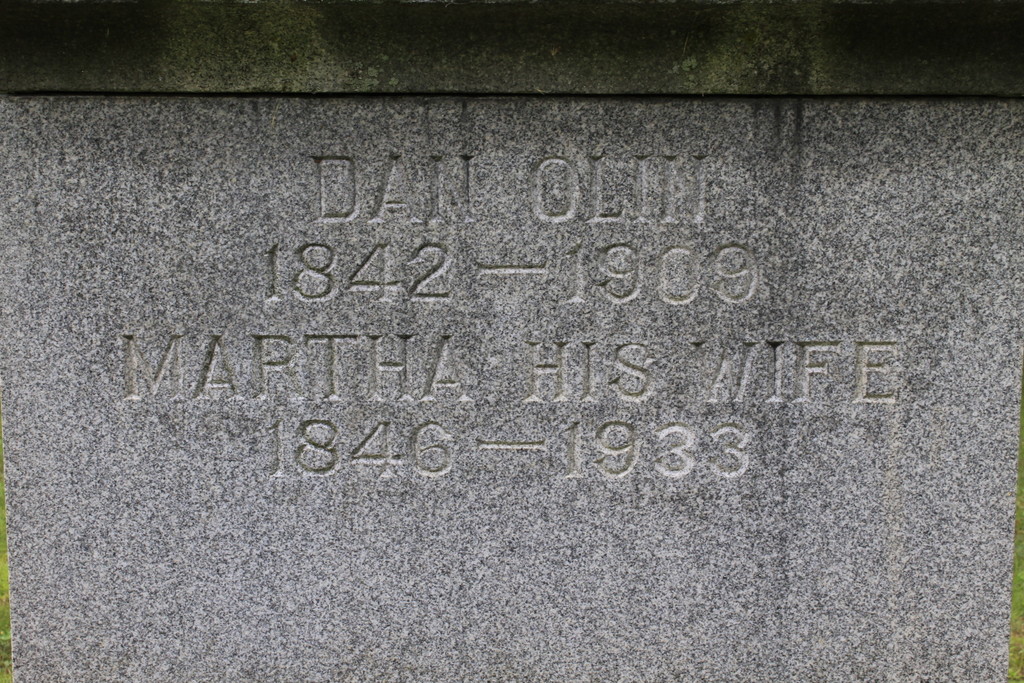 DAN OLIN
1842—1909
MARTHA HIS WIFE
1846—1933